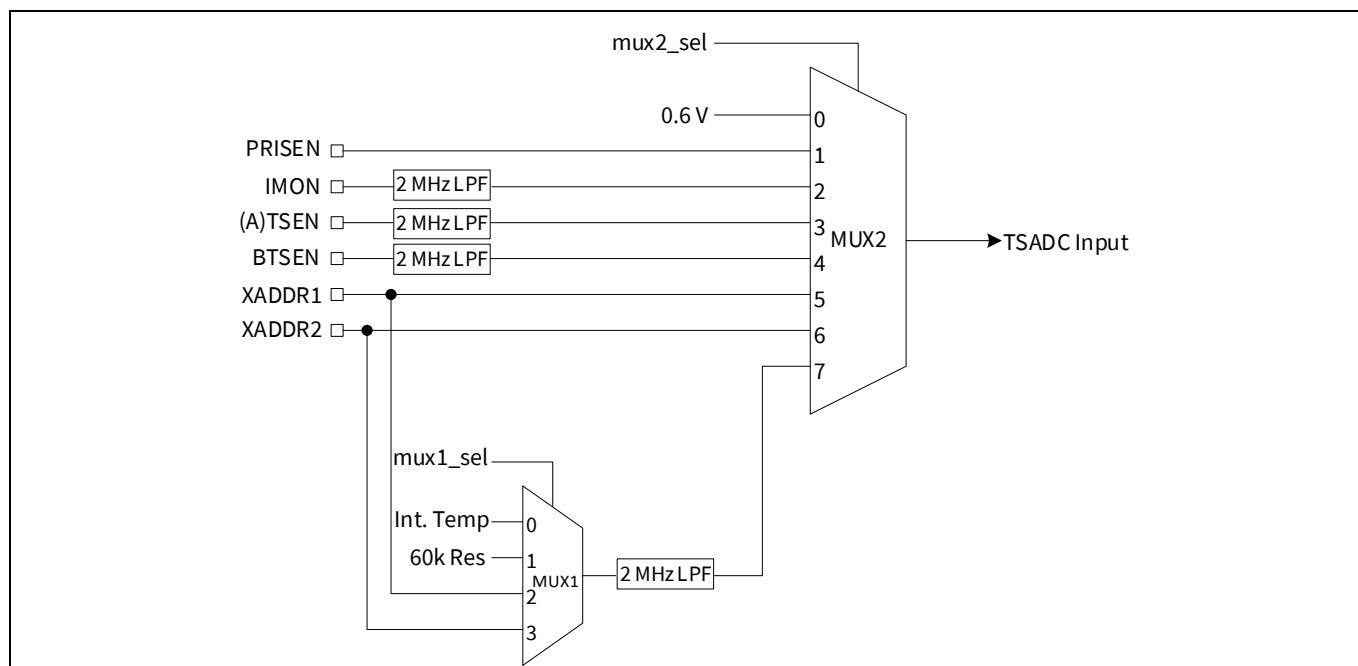 mux2_sel
0.6 V
0
PRISEN
1
IMON
2 MHz LPF
2
(A)TSEN
2 MHz LPF
3
MUX2
TSADC Input
BTSEN
2 MHz LPF
4
XADDR1
5
XADDR2
6
7
mux1_sel
Int. Temp
0
60k Res
1
MUX1
2 MHz LPF
2
3